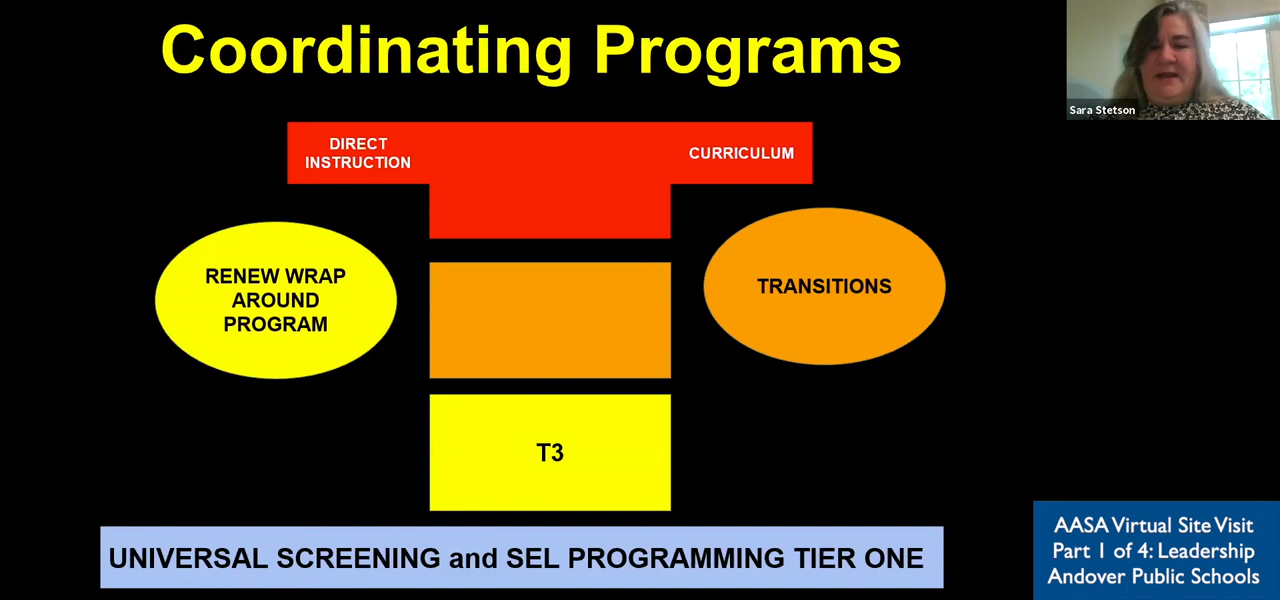 Coordinating Programs
Sara Stetson
DIRECT
INSTRUCTION
CURRICULUM
RENEW WRAP
AROUND
PROGRAM
TRANSITIONS
T3
UNIVERSAL SCREENING and SEL PROGRAMMING TIER ONE
AASA Virtual Site Visit
Part 1 of 4: Leadership
Andover Public Schools